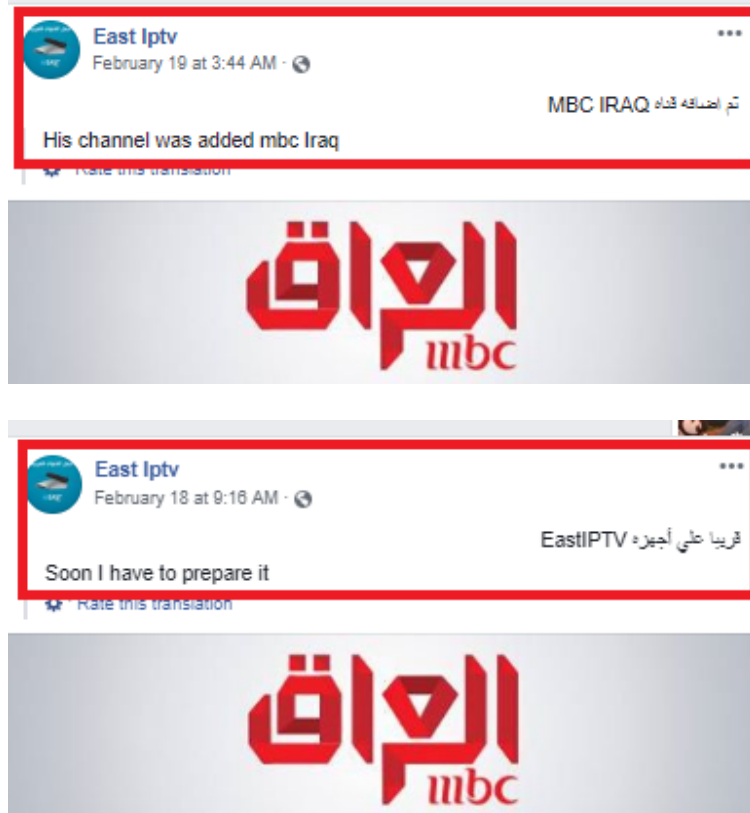 East Iptv
February 19 at 3:44 AM ·
تم اضافه قناه MBC IRAQ
His channel was added mbc Iraq
Rate this translation
العراق
mbc
East Iptv
February 18 at 9:16 AM ·
قريبا علي أجهزه EastIPTV
Soon I have to prepare it
Rate this translation
العراق
mbc